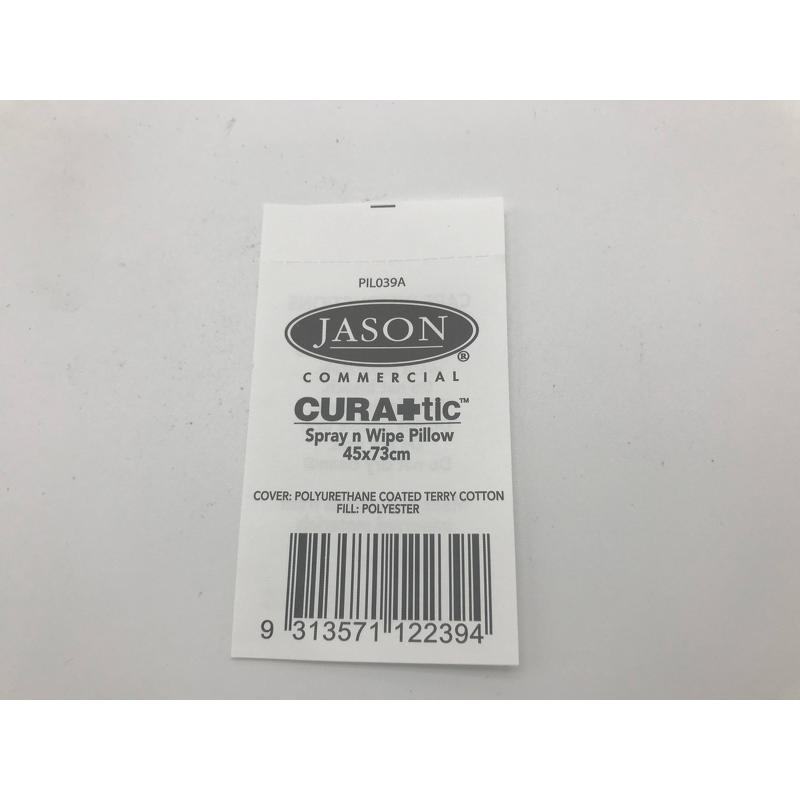 PIL039A
JASON
®
COMMERCIAL
CURA+tic™
Spray n Wipe Pillow
45x73cm
COVER: POLYURETHANE COATED TERRY COTTON
FILL: POLYESTER
9 313571 122394